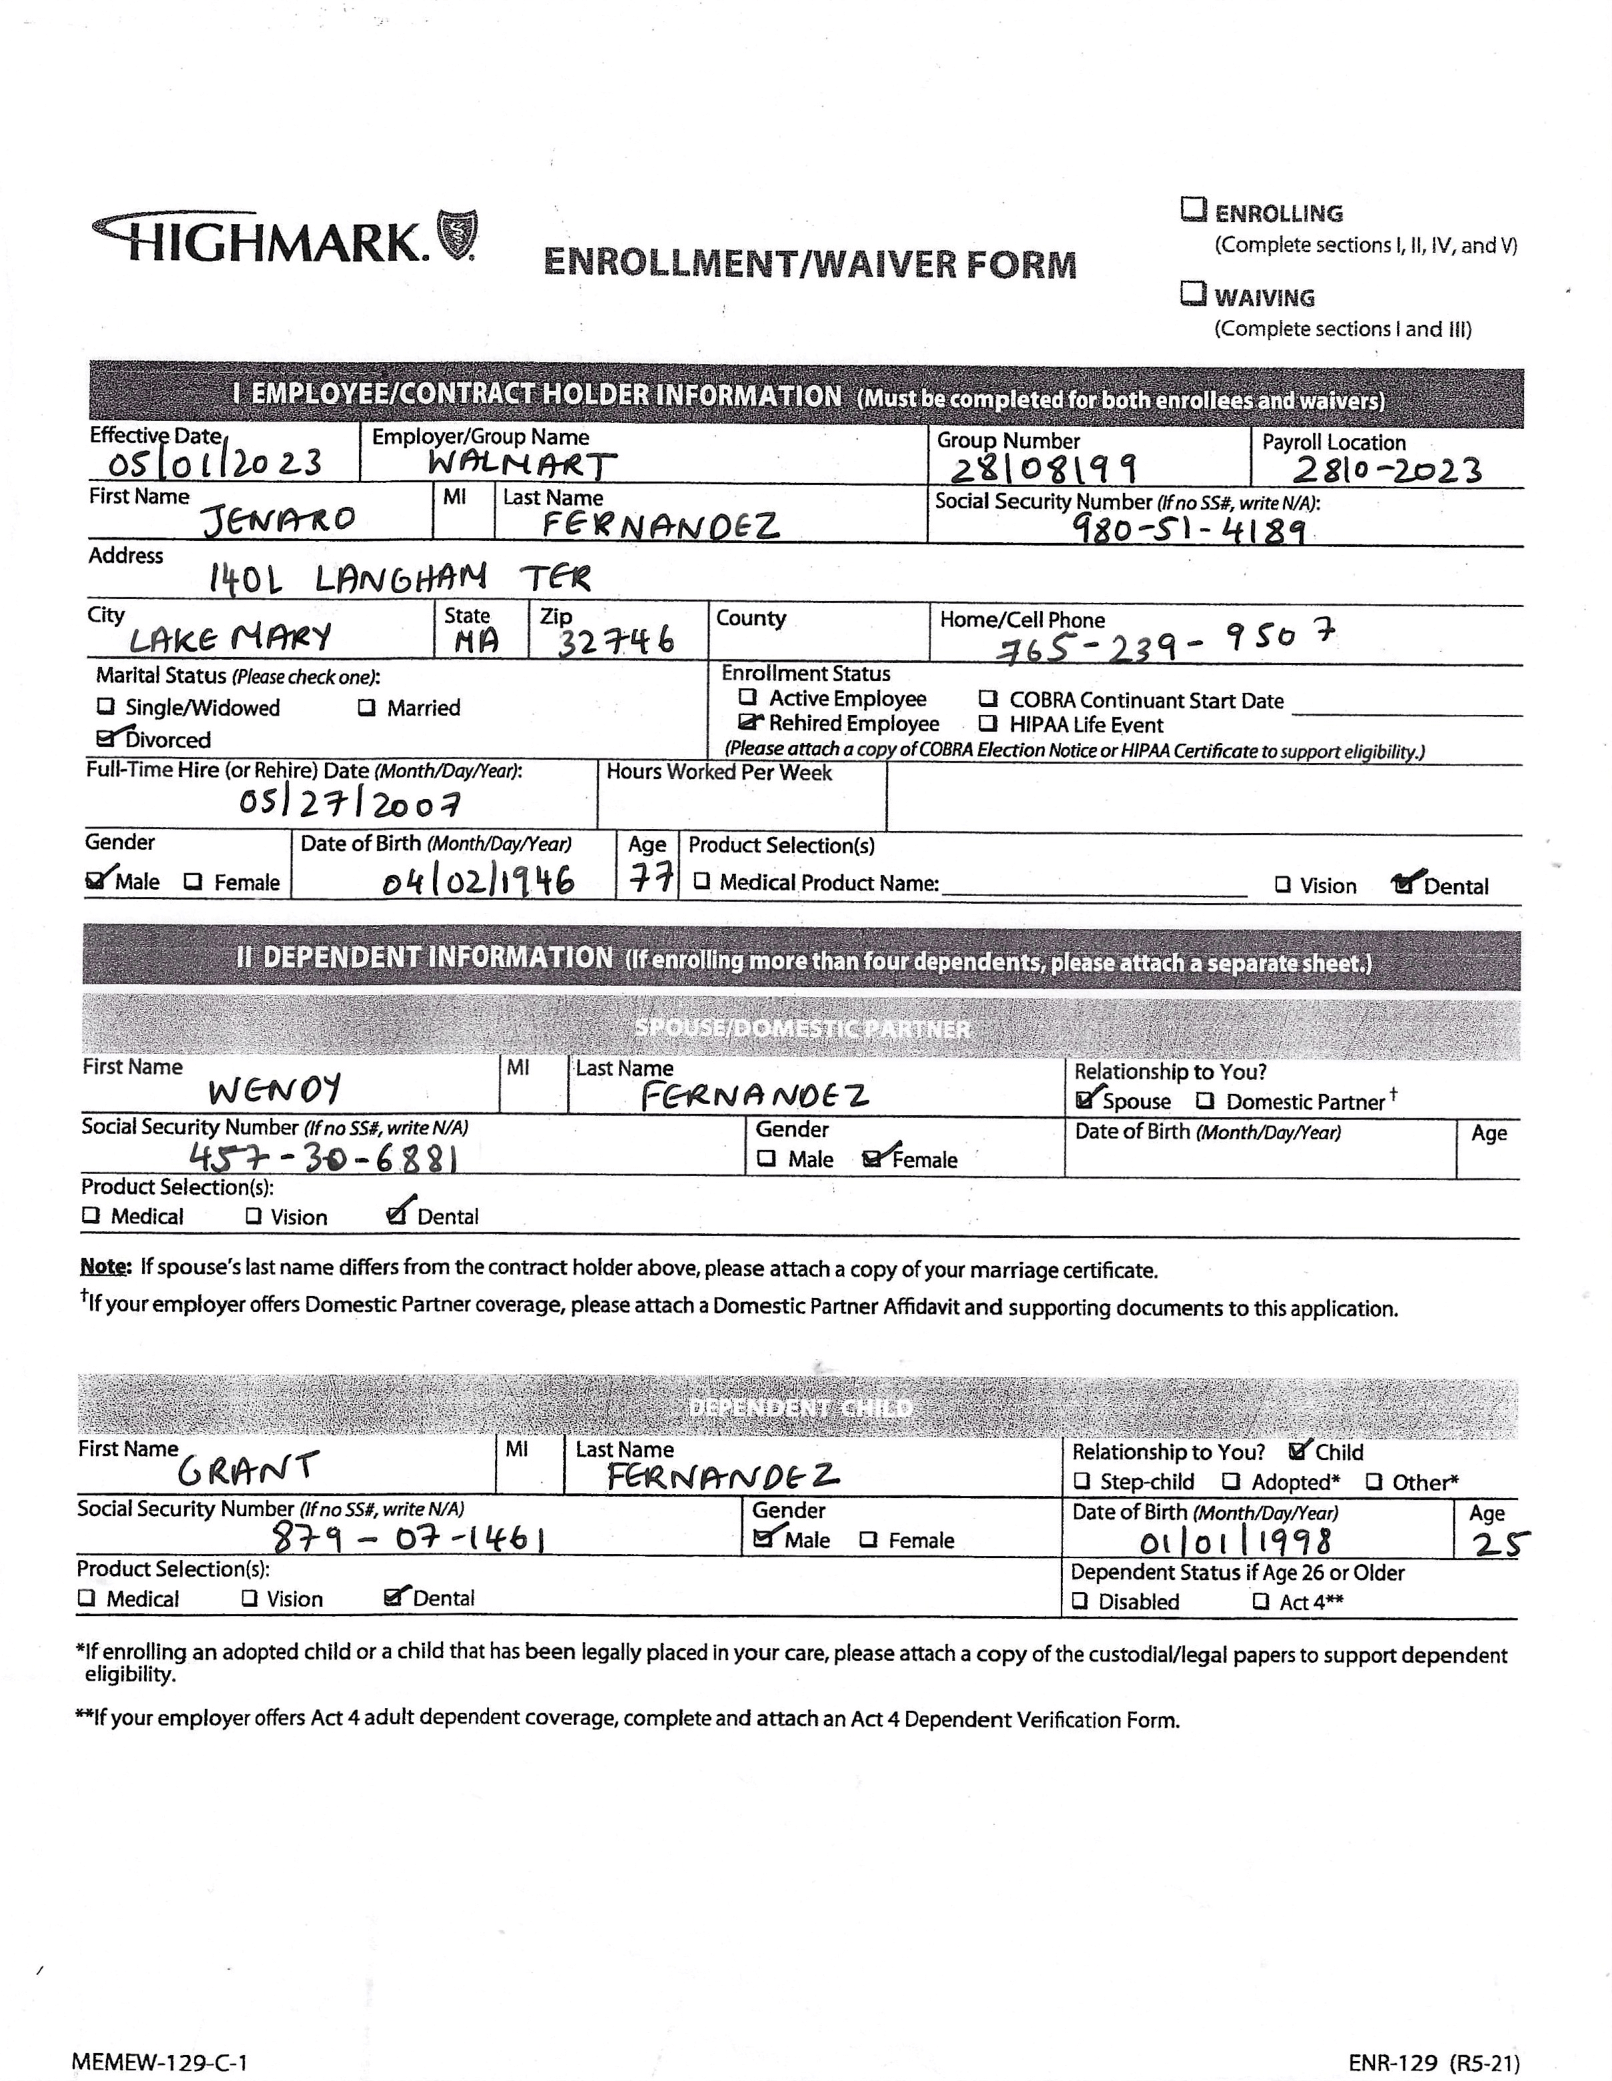 HIGHMARK.
ENROLLMENT/WAIVER FORM
☐ ENROLLING
(Complete sections I, II, IV, and V)
☐ WAIVING
(Complete sections I and III)
I EMPLOYEE/CONTRACT HOLDER INFORMATION (Must be completed for both enrollees and waivers)
Effective Date Employer/Group Name Group Number Payroll Location
05/01/2023 WALMART 28108199 2810-2023
First Name MI Last Name Social Security Number (If no SS#, write N/A):
JENARO FERNANDEZ 980-51-4189
Address
140L LANGHAM TER
City State Zip County Home/Cell Phone
LAKE MARY MA 32746 765-239-9507
Marital Status (Please check one): Enrollment Status
☐ Single/Widowed ☐ Married ☐ Active Employee ☐ COBRA Continuant Start Date
☑ Divorced ☑ Rehired Employee ☐ HIPAA Life Event
(Please attach a copy of COBRA Election Notice or HIPAA Certificate to support eligibility.)
Full-Time Hire (or Rehire) Date (Month/Day/Year): Hours Worked Per Week
05/27/2007
Gender Date of Birth (Month/Day/Year) Age Product Selection(s)
☑ Male ☐ Female 04/02/1946 77 ☐ Medical Product Name: ☐ Vision ☑ Dental
II DEPENDENT INFORMATION (If enrolling more than four dependents, please attach a separate sheet.)
SPOUSE/DOMESTIC PARTNER
First Name MI Last Name Relationship to You?
WENDY FERNANDEZ ☑ Spouse ☐ Domestic Partner†
Social Security Number (If no SS#, write N/A) Gender Date of Birth (Month/Day/Year) Age
457-30-6881 ☐ Male ☑ Female
Product Selection(s):
☐ Medical ☐ Vision ☑ Dental
Note: If spouse's last name differs from the contract holder above, please attach a copy of your marriage certificate.
†If your employer offers Domestic Partner coverage, please attach a Domestic Partner Affidavit and supporting documents to this application.
DEPENDENT CHILD
First Name MI Last Name Relationship to You? ☑ Child
GRANT FERNANDEZ ☐ Step-child ☐ Adopted* ☐ Other*
Social Security Number (If no SS#, write N/A) Gender Date of Birth (Month/Day/Year) Age
879-07-1461 ☑ Male ☐ Female 01/01/1998 25
Product Selection(s): Dependent Status if Age 26 or Older
☐ Medical ☐ Vision ☑ Dental ☐ Disabled ☐ Act 4**
*If enrolling an adopted child or a child that has been legally placed in your care, please attach a copy of the custodial/legal papers to support dependent
eligibility.
**If your employer offers Act 4 adult dependent coverage, complete and attach an Act 4 Dependent Verification Form.
MEMEW-129-C-1 ENR-129 (R5-21)